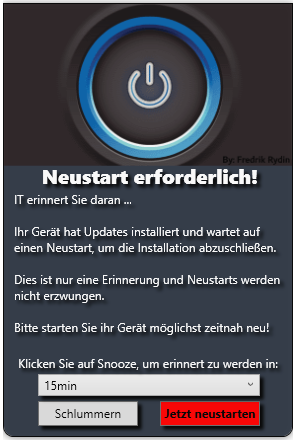 By: Fredrik Rydin
Neustart erforderlich!
IT erinnert Sie daran ...
Ihr Gerät hat Updates installiert und wartet auf
einen Neustart, um die Installation abzuschließen.
Dies ist nur eine Erinnerung und Neustarts werden
nicht erzwungen.
Bitte starten Sie ihr Gerät möglichst zeitnah neu!
Klicken Sie auf Snooze, um erinnert zu werden in:
15min
Schlummern Jetzt neustarten